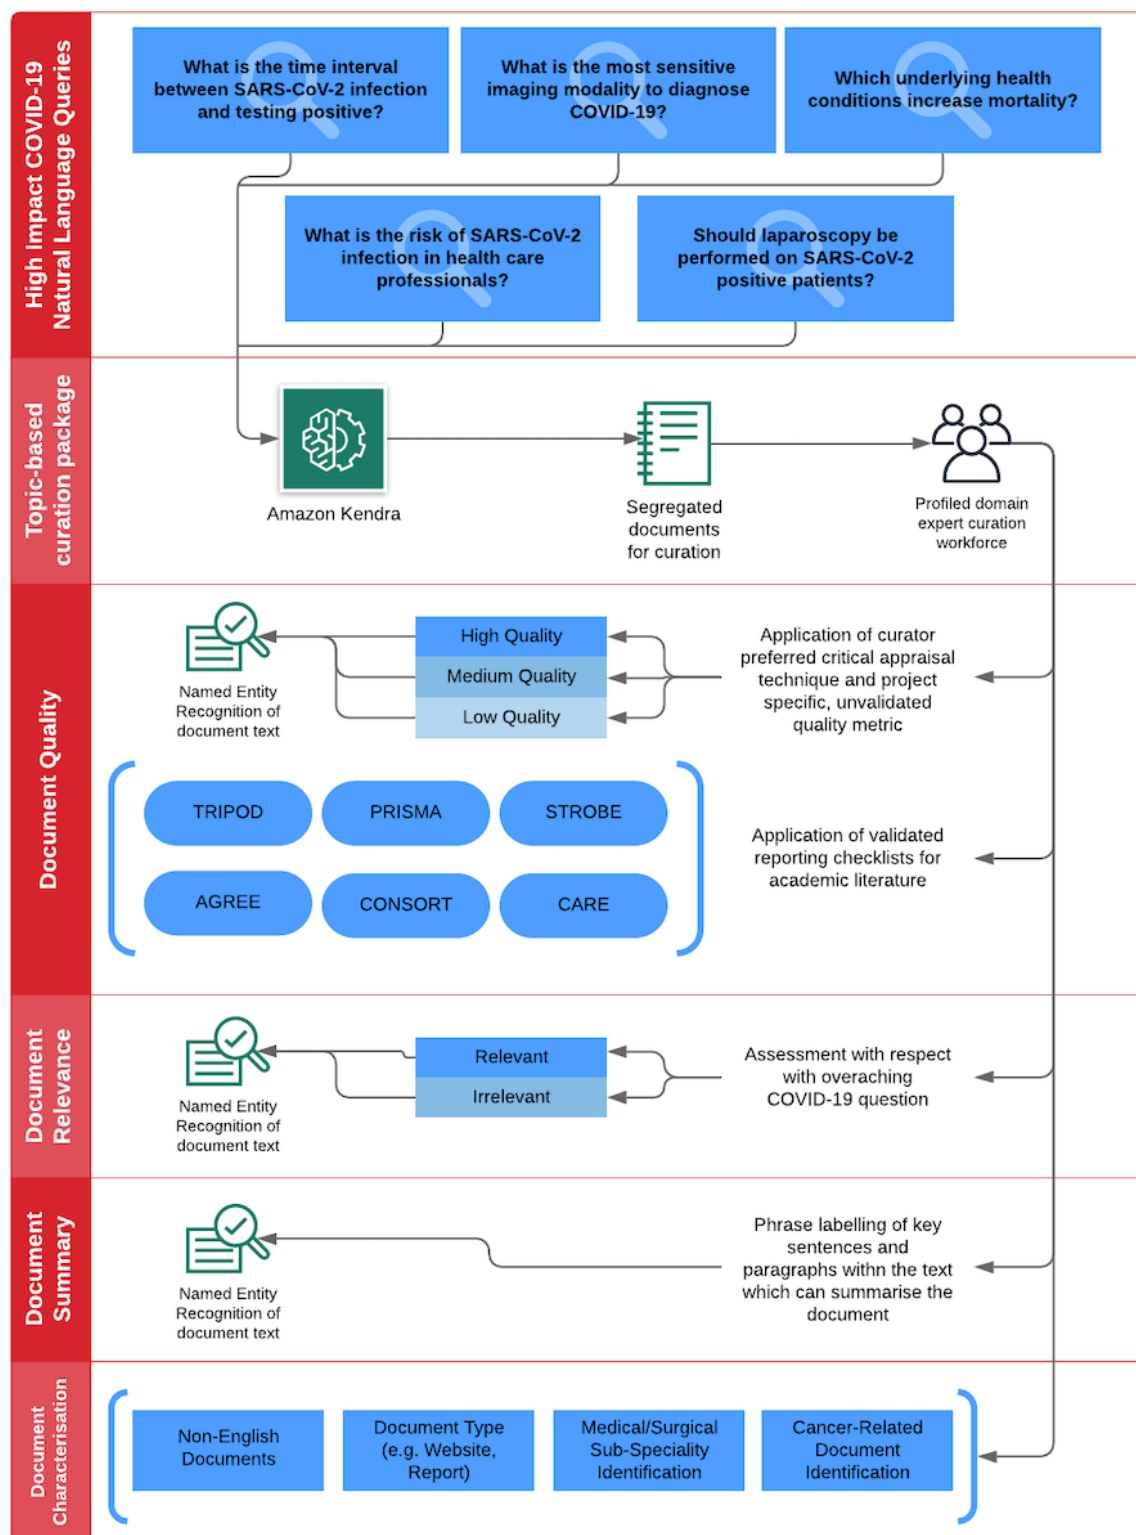 High Impact COVID-19
Natural Language Queries
What is the time interval
between SARS-CoV-2 infection
and testing positive?
What is the most sensitive
imaging modality to diagnose
COVID-19?
Which underlying health
conditions increase mortality?
What is the risk of SARS-CoV-2
infection in health care
professionals?
Should laparoscopy be
performed on SARS-CoV-2
positive patients?
Topic-based
curation package
Amazon Kendra
Segregated
documents
for curation
Profiled domain
expert curation
workforce
Document Quality
Named Entity
Recognition of
document text
High Quality
Medium Quality
Low Quality
Application of curator
preferred critical appraisal
technique and project
specific, unvalidated
quality metric
TRIPOD
PRISMA
STROBE
AGREE
CONSORT
CARE
Application of validated
reporting checklists for
academic literature
Document
Relevance
Named Entity
Recognition of
document text
Relevant
Irrelevant
Assessment with respect
with overaching
COVID-19 question
Document
Summary
Named Entity
Recognition of
document text
Phrase labelling of key
sentences and
paragraphs withn the text
which can summarise the
document
Document
Characterisation
Non-English
Documents
Document Type
(e.g. Website,
Report)
Medical/Surgical
Sub-Speciality
Identification
Cancer-Related
Document
Identification